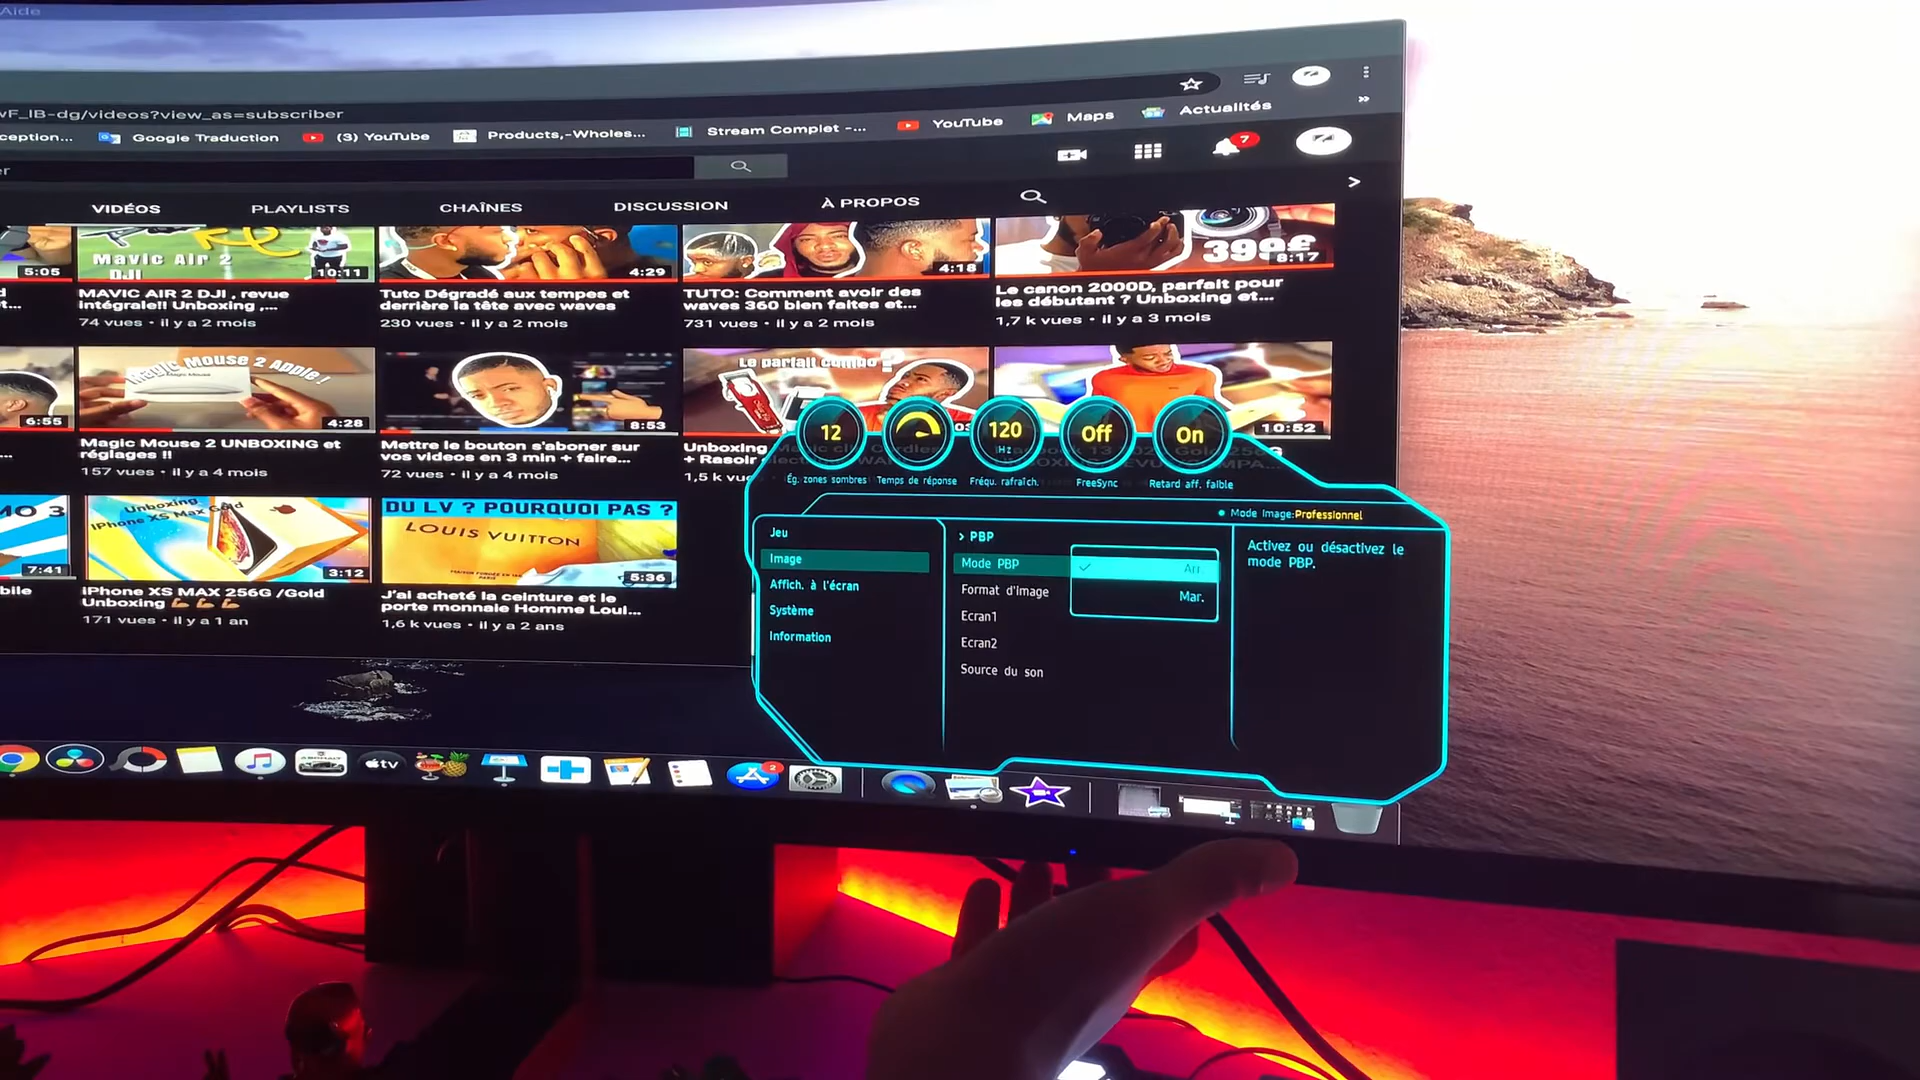 Aide
vF_lB-dg/videos?view_as=subscriber
ception...
Google Traduction
(3) YouTube
Products,-Wholes...
Stream Complet -...
YouTube
Maps
Actualités
»
er
7
VIDÉOS
PLAYLISTS
CHAÎNES
DISCUSSION
À PROPOS
5:05
Mavic Air 2
DJI
10:11
4:29
4:18
399€
8:17
MAVIC AIR 2 DJI , revue
intégrale!! Unboxing ,...
74 vues • il y a 2 mois
Tuto Dégradé aux tempes et
derrière la tête avec waves
230 vues • il y a 2 mois
TUTO: Comment avoir des
waves 360 bien faites et...
731 vues • il y a 2 mois
Le canon 2000D, parfait pour
les débutant ? Unboxing et...
1,7 k vues • il y a 3 mois
6:55
Magic Mouse 2 APPLE !
4:28
8:53
Le parfait combo ?
10:52
Magic Mouse 2 UNBOXING et
réglages !!
157 vues • il y a 4 mois
Mettre le bouton s'aboner sur
vos videos en 3 min + faire...
72 vues • il y a 4 mois
Unboxing
+ Rasoir
1,5 k vue
MO 3
7:41
Unboxing
iPhone XS Max Gold
3:12
DU LV ? POURQUOI PAS ?
LOUIS VUITTON
PARIS
5:36
bile
iPhone XS MAX 256G /Gold
Unboxing
171 vues • il y a 1 an
J'ai acheté la ceinture et le
porte monnaie Homme Loui...
1,6 k vues • il y a 2 ans
12
120
Hz
Off
On
Ég. zones sombres
Temps de réponse
Fréqu. rafraîch.
FreeSync
Retard aff. faible
Mode Image:Professionnel
Jeu
Image
Affich. à l'écran
Système
Information
> PBP
Mode PBP
Format d'Image
Ecran1
Ecran2
Source du son
Arr.
Mar.
Activez ou désactivez le
mode PBP.
tv
2